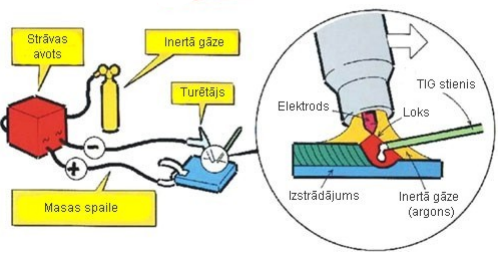 Strāvas
avots
Inertā gāze
Turētājs
Masas spaile
Elektrods
Loks
TIG stienis
Izstrādājums
Inertā gāze
(argons)